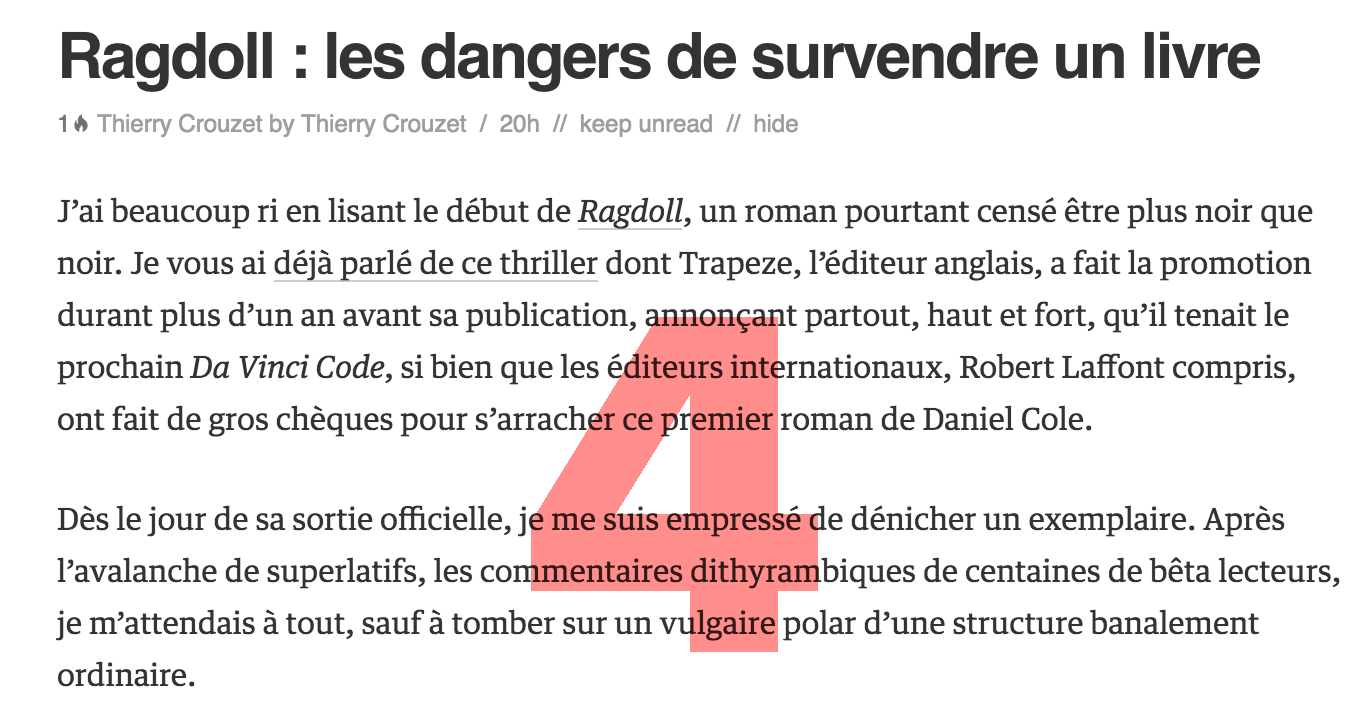 Ragdoll : les dangers de survendre un livre
1 Thierry Crouzet by Thierry Crouzet / 20h // keep unread // hide
J’ai beaucoup ri en lisant le début de Ragdoll, un roman pourtant censé être plus noir que
noir. Je vous ai déjà parlé de ce thriller dont Trapeze, l’éditeur anglais, a fait la promotion
durant plus d’un an avant sa publication, annonçant partout, haut et fort, qu’il tenait le
prochain Da Vinci Code, si bien que les éditeurs internationaux, Robert Laffont compris,
ont fait de gros chèques pour s’arracher ce premier roman de Daniel Cole.
4
Dès le jour de sa sortie officielle, je me suis empressé de dénicher un exemplaire. Après
l’avalanche de superlatifs, les commentaires dithyrambiques de centaines de bêta lecteurs,
je m’attendais à tout, sauf à tomber sur un vulgaire polar d’une structure banalement
ordinaire.